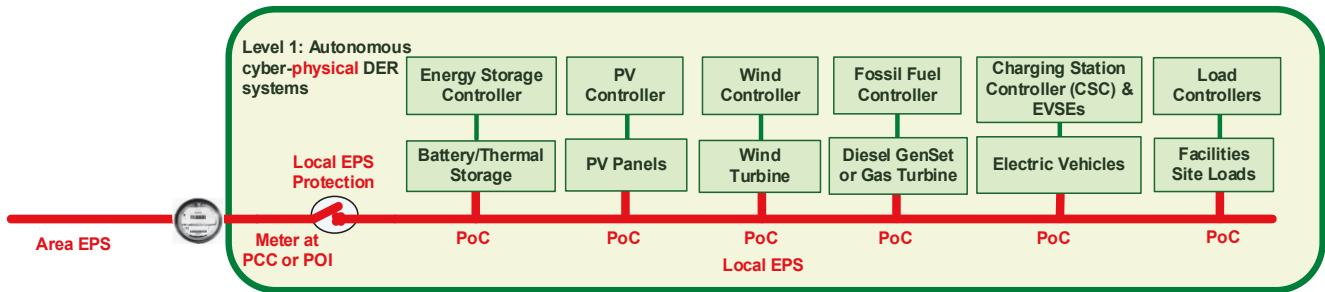 Level 1: Autonomous
cyber-physical DER
systems
Energy Storage
Controller
PV
Controller
Wind
Controller
Fossil Fuel
Controller
Charging Station
Controller (CSC) &
EVSEs
Load
Controllers
Battery/Thermal
Storage
PV Panels
Wind
Turbine
Diesel GenSet
or Gas Turbine
Electric Vehicles
Facilities
Site Loads
Local EPS
Protection
Area EPS
Meter at
PCC or POI
PoC
PoC
PoC
PoC
PoC
PoC
Local EPS